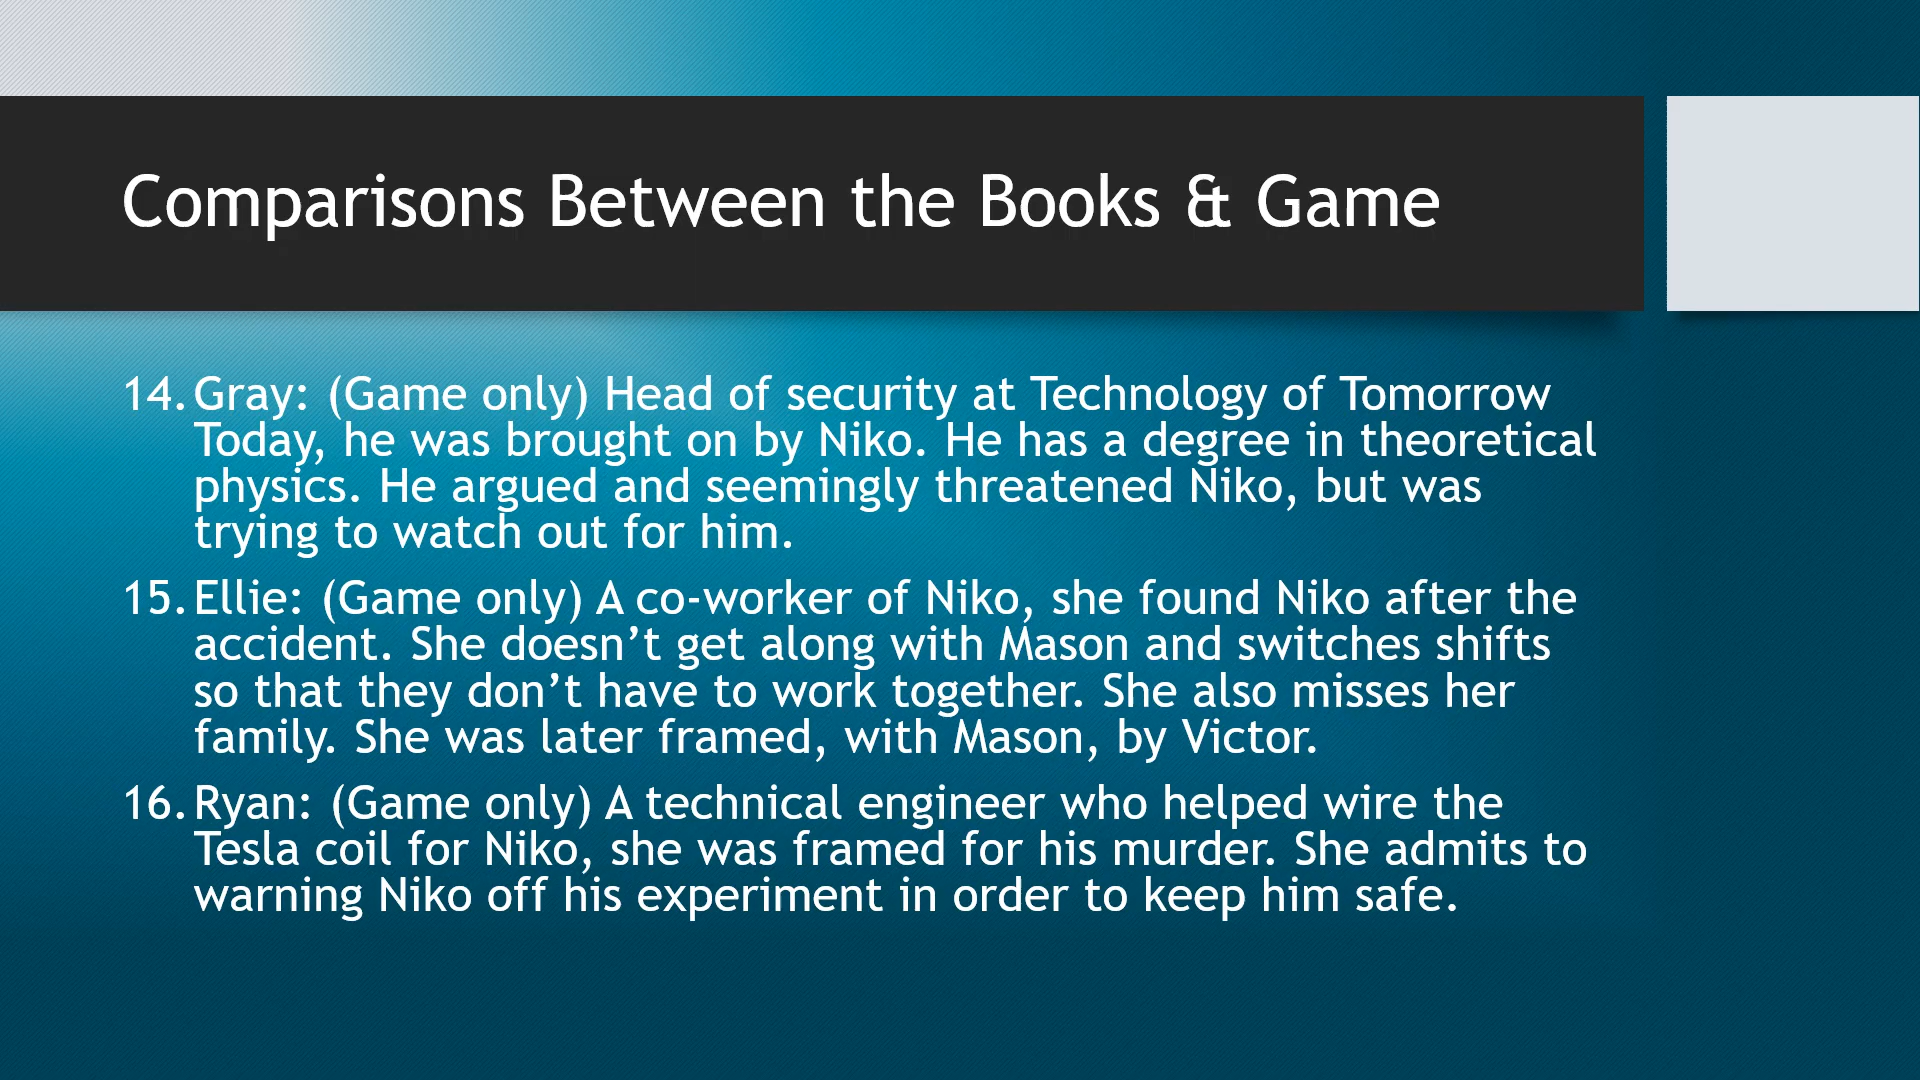 Comparisons Between the Books & Game
14. Gray: (Game only) Head of security at Technology of Tomorrow
Today, he was brought on by Niko. He has a degree in theoretical
physics. He argued and seemingly threatened Niko, but was
trying to watch out for him.
15. Ellie: (Game only) A co-worker of Niko, she found Niko after the
accident. She doesn’t get along with Mason and switches shifts
so that they don’t have to work together. She also misses her
family. She was later framed, with Mason, by Victor.
16. Ryan: (Game only) A technical engineer who helped wire the
Tesla coil for Niko, she was framed for his murder. She admits to
warning Niko off his experiment in order to keep him safe.